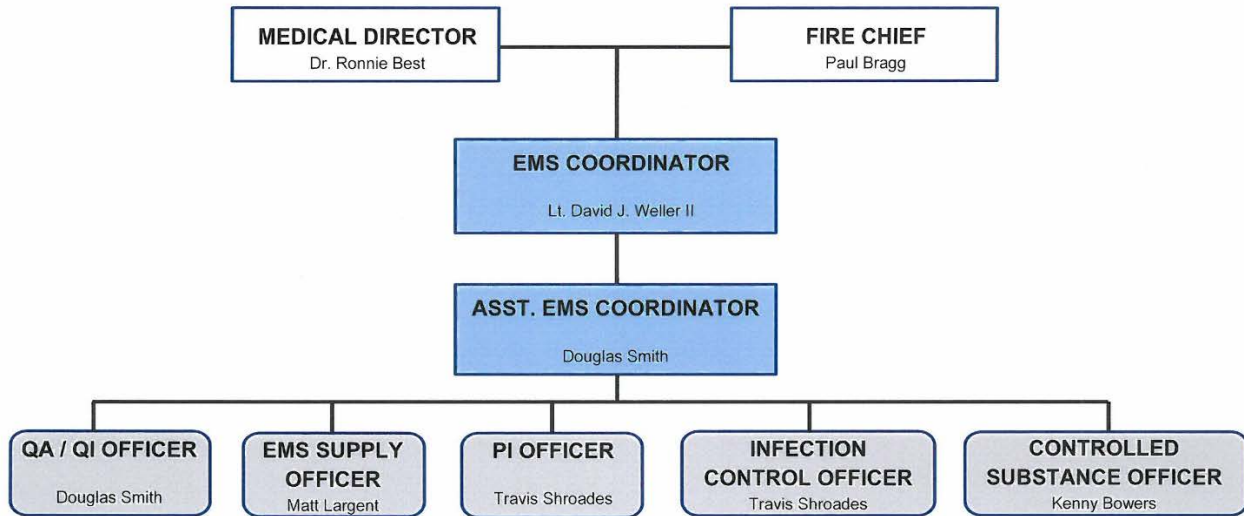 MEDICAL DIRECTOR
Dr. Ronnie Best
FIRE CHIEF
Paul Bragg
EMS COORDINATOR
Lt. David J. Weller II
ASST. EMS COORDINATOR
Douglas Smith
QA / QI OFFICER
Douglas Smith
EMS SUPPLY
OFFICER
Matt Largent
PI OFFICER
Travis Shroades
INFECTION
CONTROL OFFICER
Travis Shroades
CONTROLLED
SUBSTANCE OFFICER
Kenny Bowers